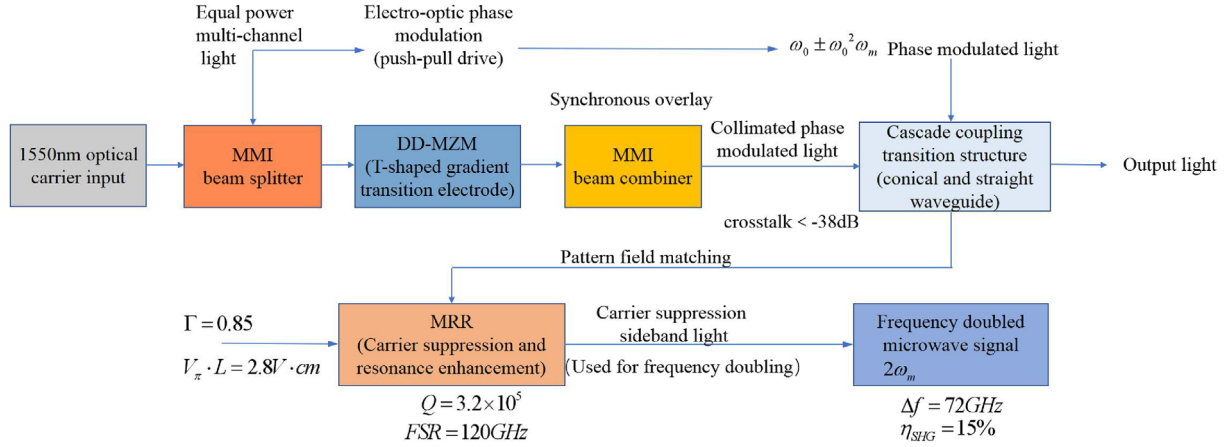 Equal power
multi-channel
light
Electro-optic phase
modulation
(push-pull drive)
ω₀ ± ω₀²ωₘ Phase modulated light
1550nm optical
carrier input
MMI
beam splitter
DD-MZM
(T-shaped gradient
transition electrode)
Synchronous overlay
MMI
beam combiner
Collimated phase
modulated light
crosstalk < -38dB
Cascade coupling
transition structure
(conical and straight
waveguide)
Output light
Pattern field matching
Γ = 0.85
V_π · L = 2.8V · cm
MRR
(Carrier suppression and
resonance enhancement)
Q = 3.2×10⁵
FSR = 120GHz
Carrier suppression
sideband light
(Used for frequency doubling)
Frequency doubled
microwave signal
2ωₘ
Δf = 72GHz
η_SHG = 15%